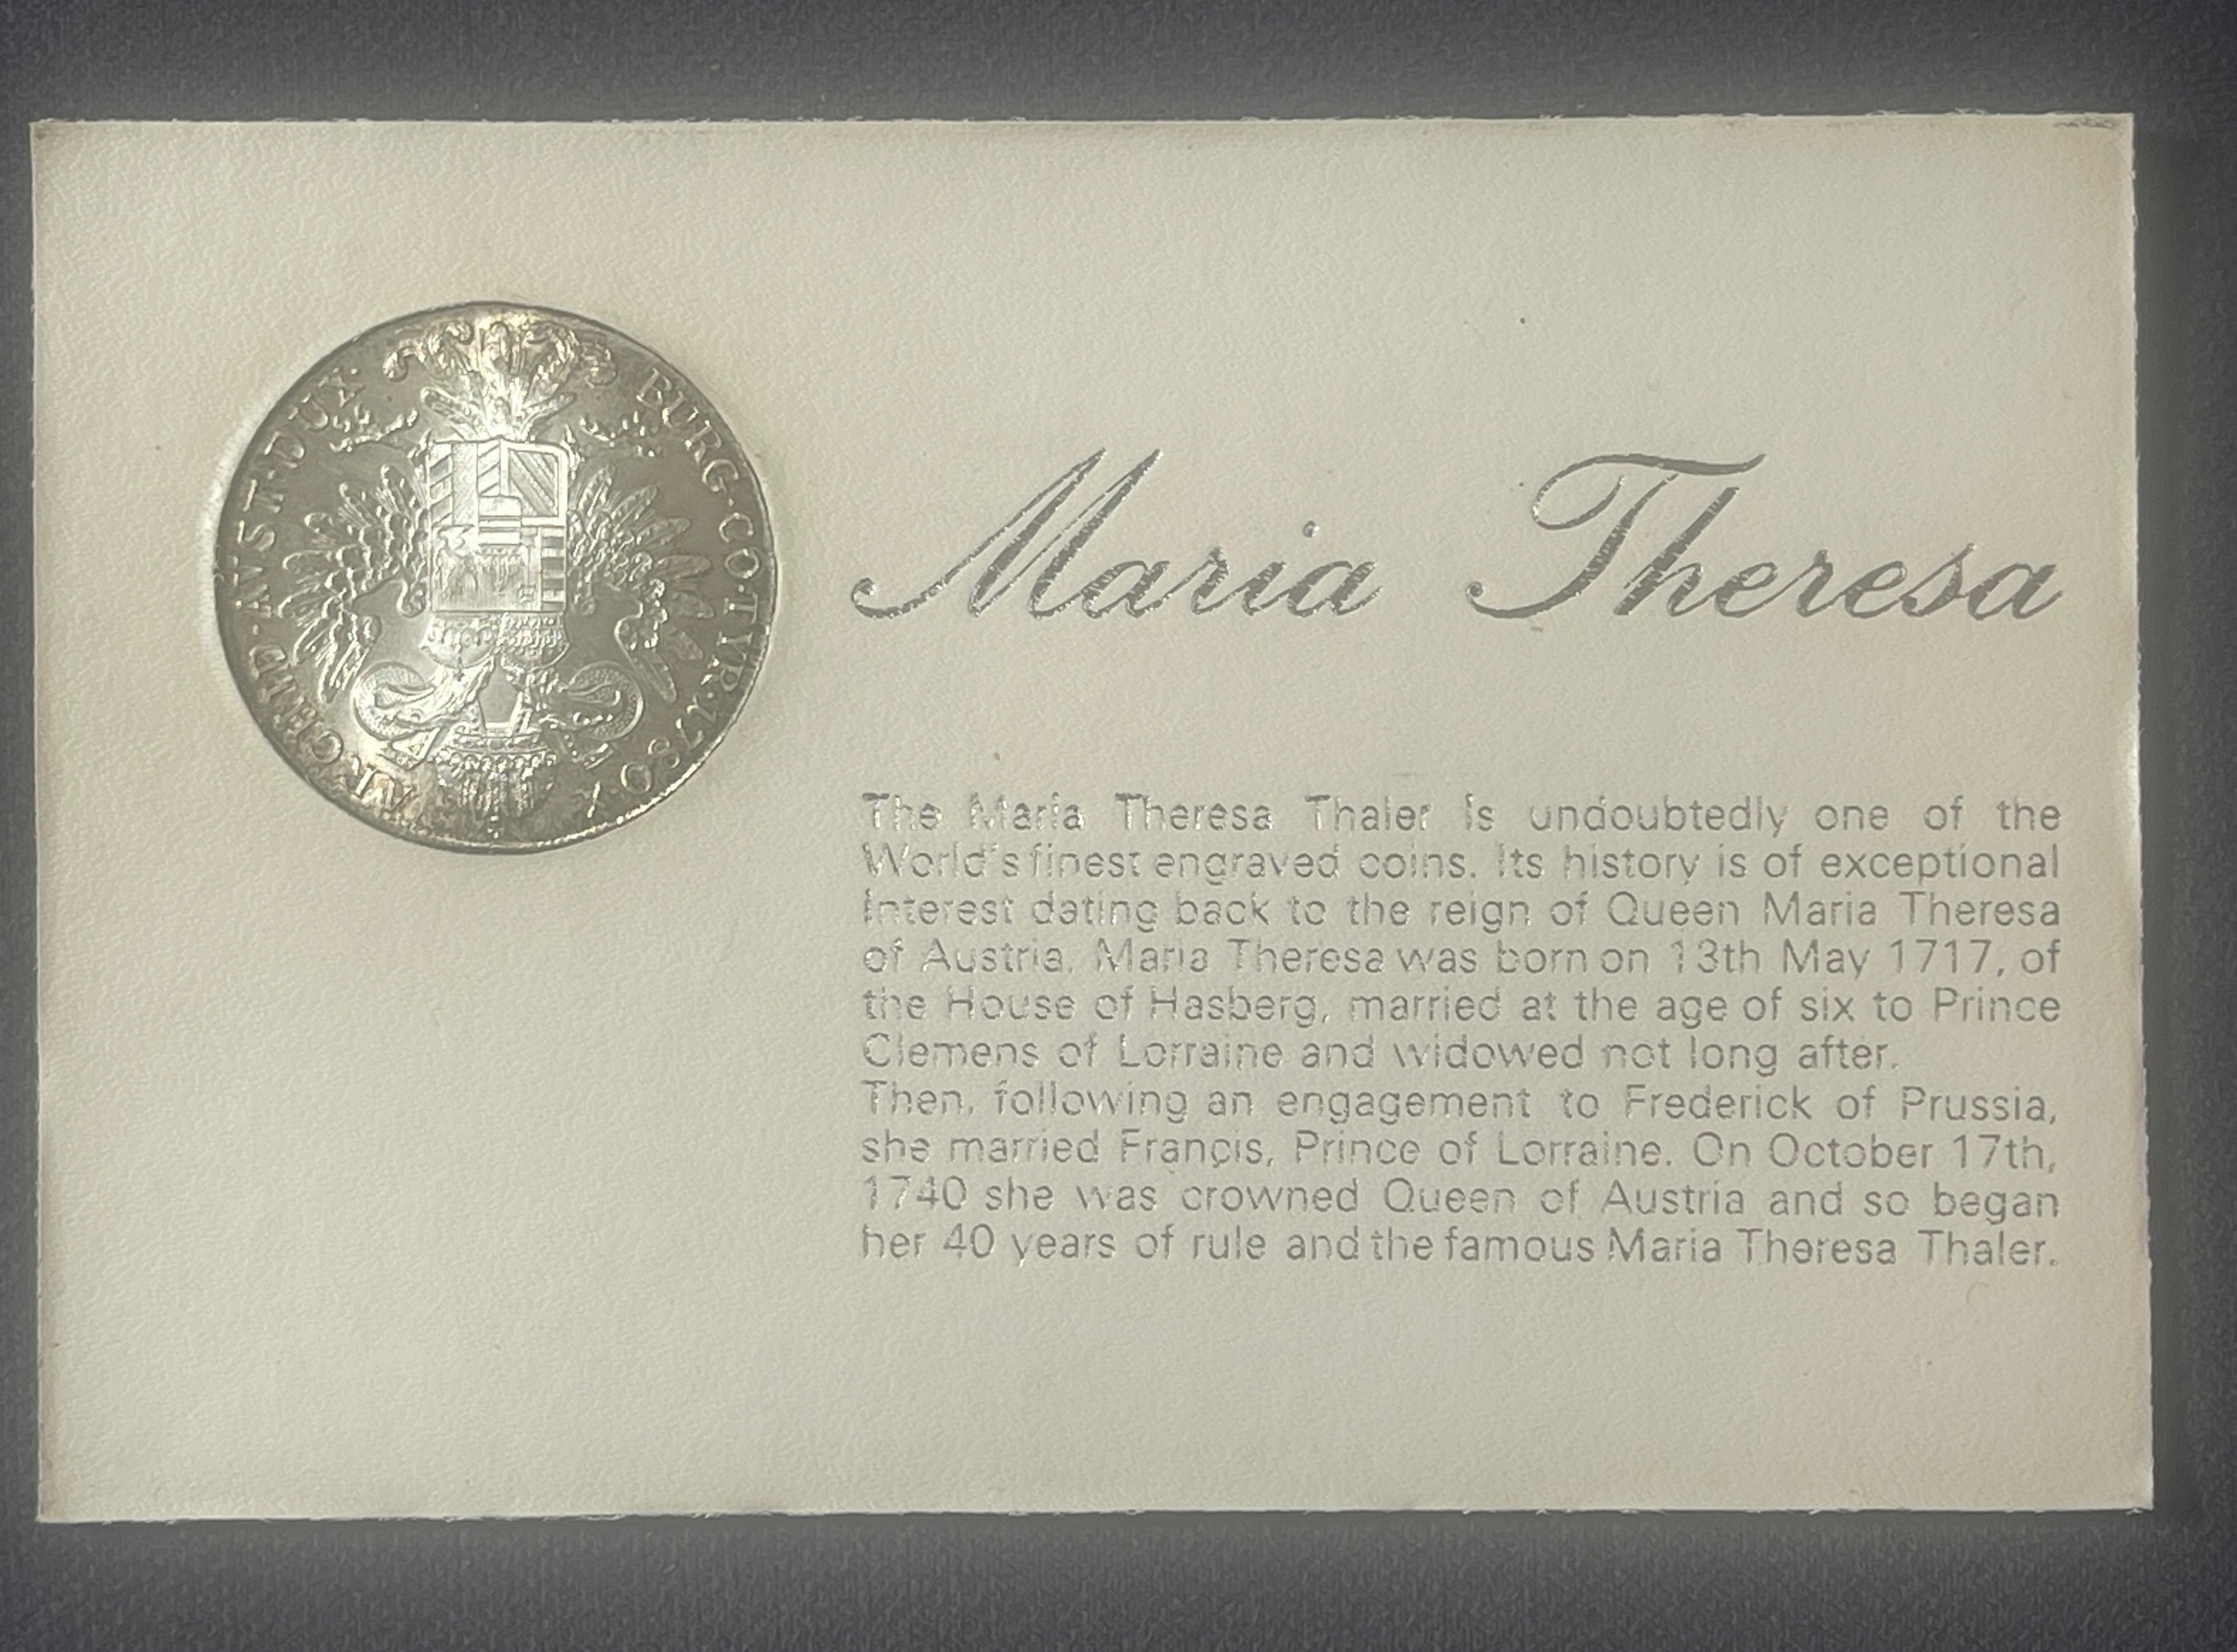 ARCHID·AVST·DUX· BURG·CO·TYR·1780·X
Maria Theresa
The Maria Theresa Thaler is undoubtedly one of the
World's finest engraved coins. Its history is of exceptional
interest dating back to the reign of Queen Maria Theresa
of Austria. Maria Theresa was born on 13th May 1717, of
the House of Hasberg, married at the age of six to Prince
Clemens of Lorraine and widowed not long after.
Then, following an engagement to Frederick of Prussia,
she married Francis, Prince of Lorraine. On October 17th,
1740 she was crowned Queen of Austria and so began
her 40 years of rule and the famous Maria Theresa Thaler.